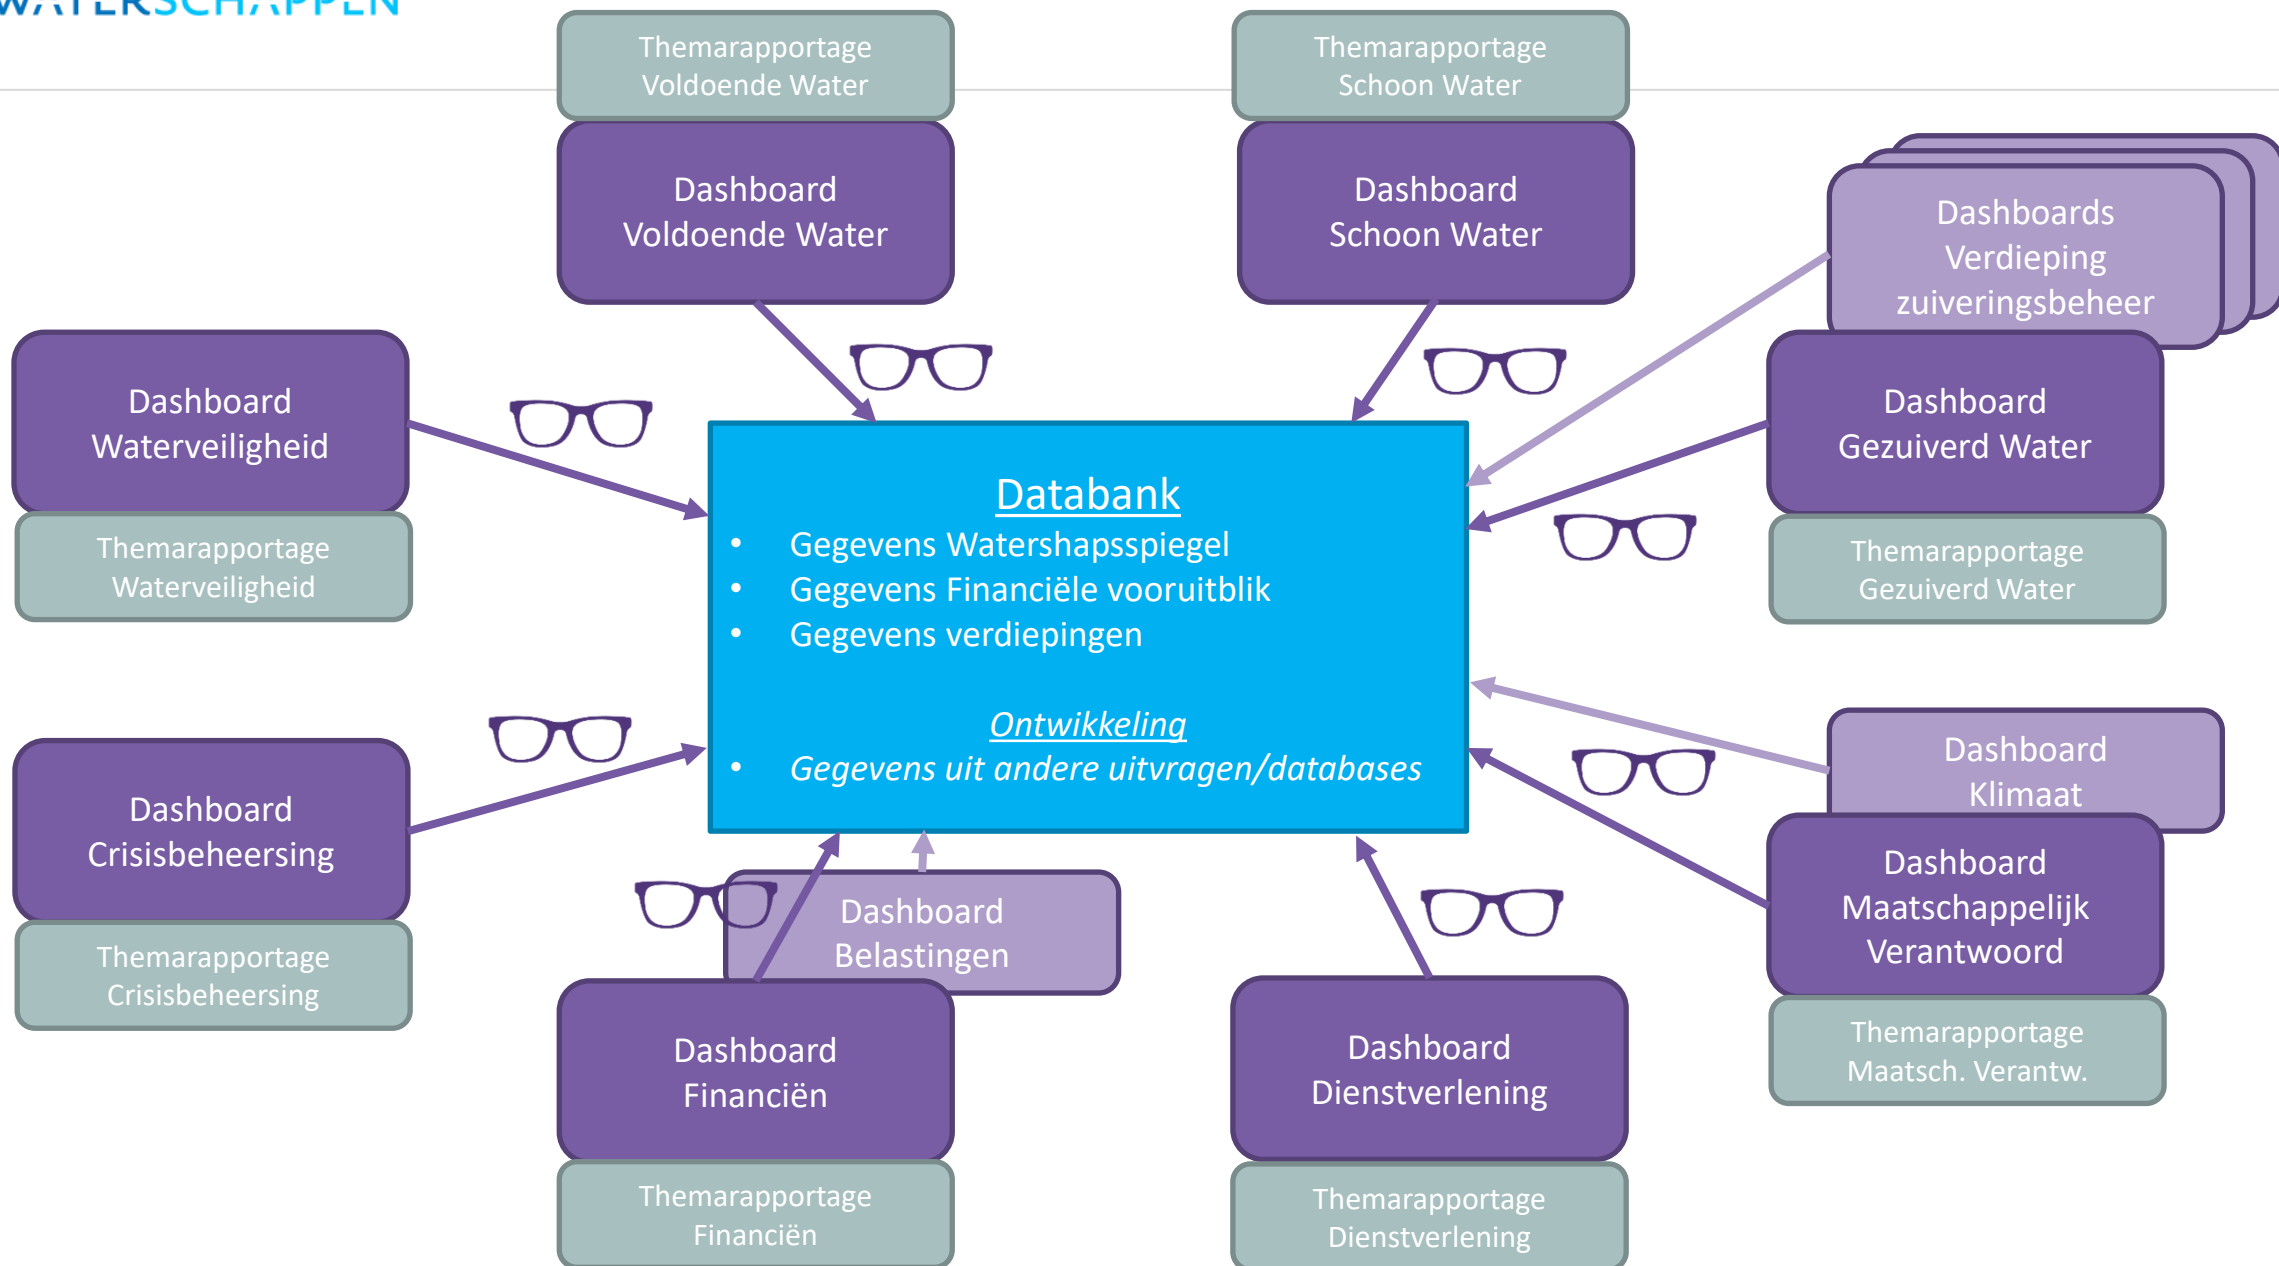 WATERSCHAPPEN
Themarapportage
Voldoende Water
Themarapportage
Schoon Water
Dashboard
Voldoende Water
Dashboard
Schoon Water
Dashboards
Verdieping
zuiveringsbeheer
Dashboard
Waterveiligheid
Themarapportage
Waterveiligheid
Dashboard
Gezuiverd Water
Themarapportage
Gezuiverd Water
Databank
• Gegevens Watershapsspiegel
• Gegevens Financiële vooruitblik
• Gegevens verdiepingen
Ontwikkeling
• Gegevens uit andere uitvragen/databases
Dashboard
Crisisbeheersing
Themarapportage
Crisisbeheersing
Dashboard
Klimaat
Dashboard
Maatschappelijk
Verantwoord
Themarapportage
Maatsch. Verantw.
Dashboard
Belastingen
Dashboard
Financiën
Themarapportage
Financiën
Dashboard
Dienstverlening
Themarapportage
Dienstverlening